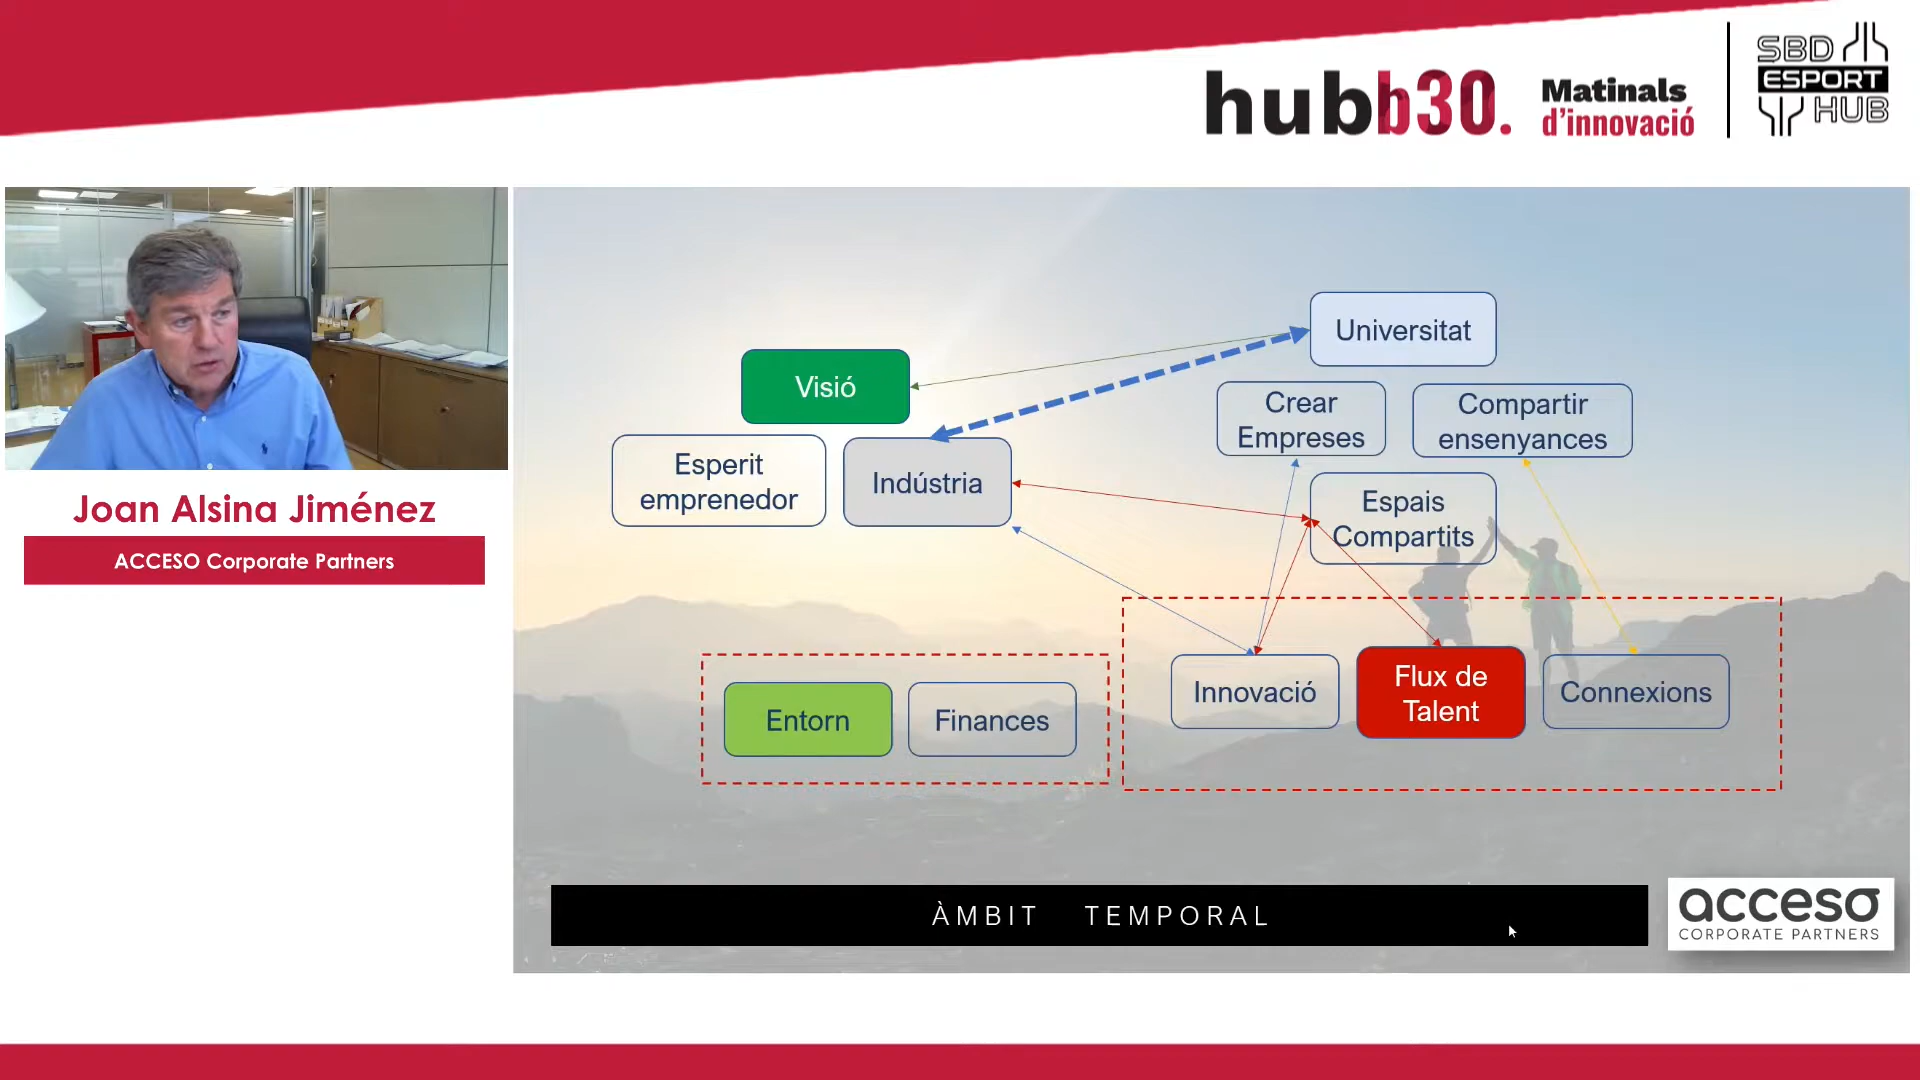 hubb30.
Matinals
d'innovació
SBD
ESPORT
HUB
Joan Alsina Jiménez
ACCESO Corporate Partners
Universitat
Visió
Crear
Empreses
Compartir
ensenyances
Esperit
emprenedor
Indústria
Espais
Compartits
Entorn
Finances
Innovació
Flux de
Talent
Connexions
ÀMBIT TEMPORAL
acceso
CORPORATE PARTNERS